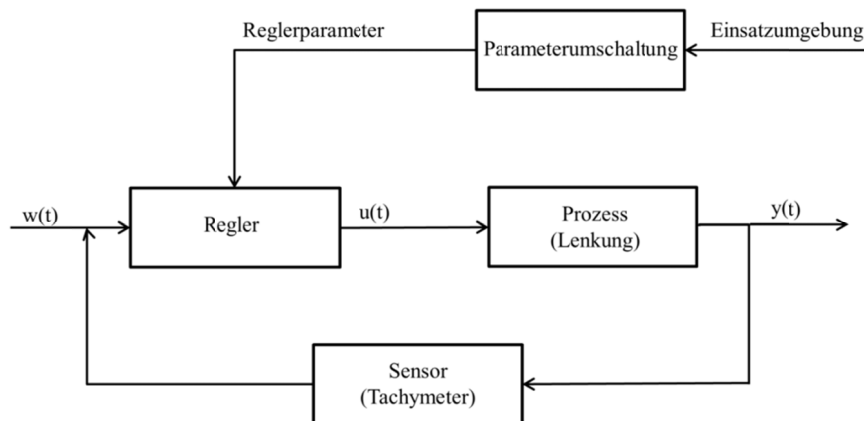 Reglerparameter
Parameterumschaltung
Einsatzumgebung
w(t)
Regler
u(t)
Prozess
(Lenkung)
y(t)
Sensor
(Tachymeter)